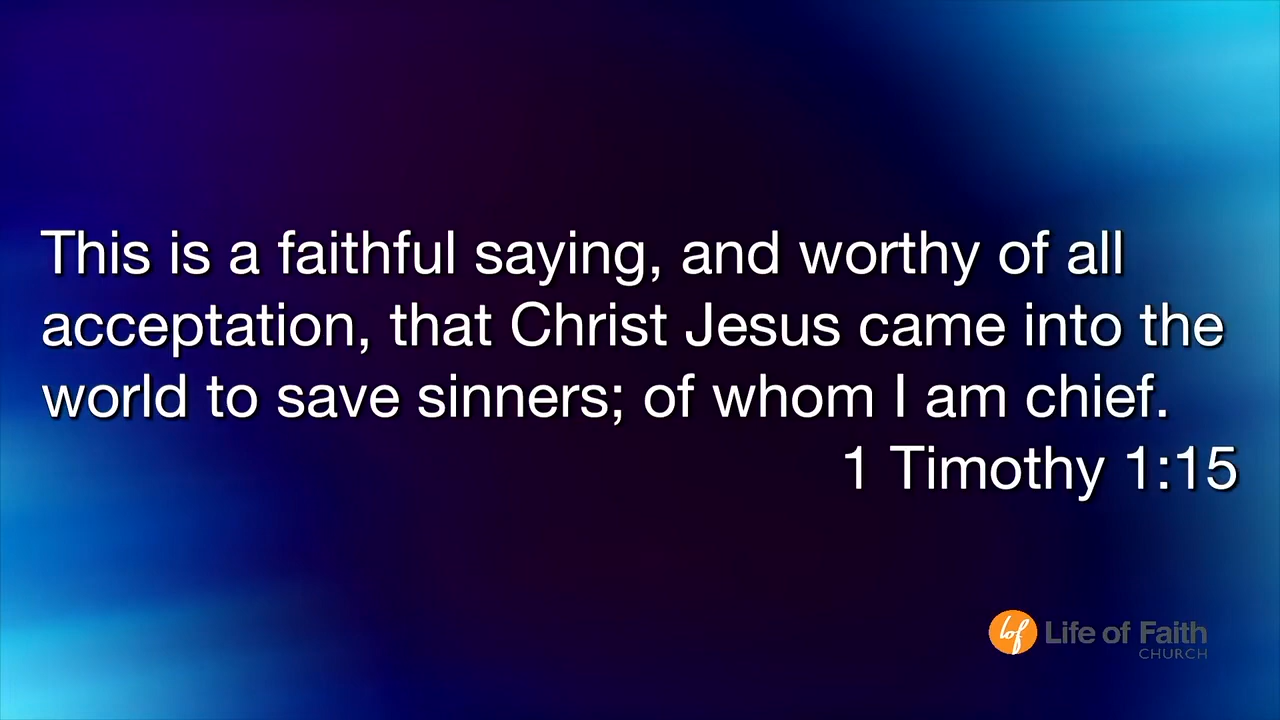 This is a faithful saying, and worthy of all
acceptation, that Christ Jesus came into the
world to save sinners; of whom I am chief.
1 Timothy 1:15
lof Life of Faith
CHURCH